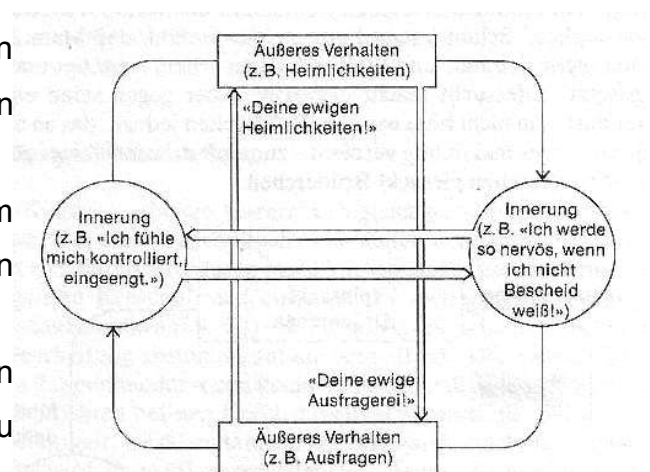 Äußeres Verhalten
(z. B. Heimlichkeiten)
«Deine ewigen
Heimlichkeiten!»
Innerung
(z. B. «Ich fühle
mich kontrolliert,
eingeengt.»)
Innerung
(z. B. «Ich werde
so nervös, wenn
ich nicht
Bescheid
weiß!»)
«Deine ewige
Ausfragerei!»
Äußeres Verhalten
(z. B. Ausfragen)
n
n
m
n
n
u